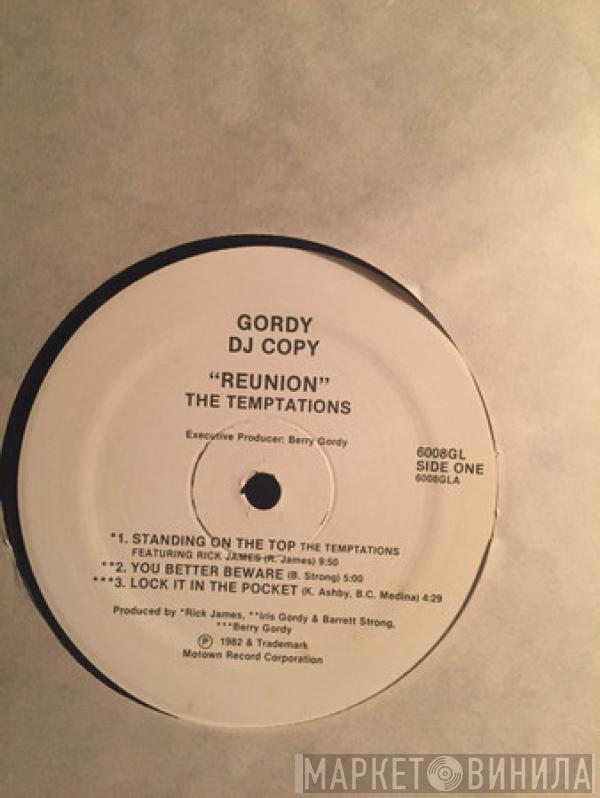 GORDY
DJ COPY
"REUNION"
THE TEMPTATIONS
Executive Producer: Berry Gordy
6008GL
SIDE ONE
6008GLA
*1. STANDING ON THE TOP THE TEMPTATIONS
FEATURING RICK JAMES (R. James) 9:50
**2. YOU BETTER BEWARE (B. Strong) 5:00
***3. LOCK IT IN THE POCKET (K. Ashby, B.C. Medina) 4:29
Produced by *Rick James, **Iris Gordy & Barrett Strong,
***Berry Gordy
℗ 1982 & Trademark
Motown Record Corporation
МАРКЕТ ВИНИЛА